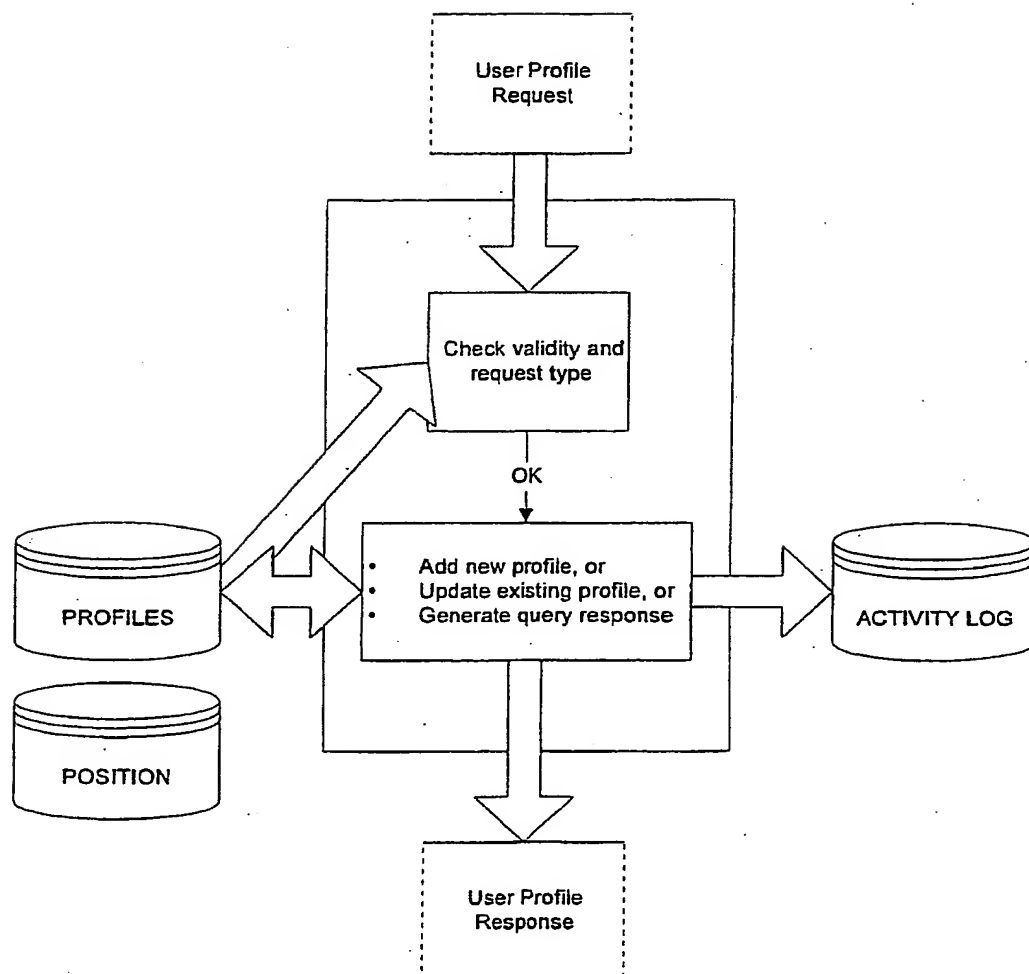 User Profile
Request
Check validity and
request type
OK
PROFILES
• Add new profile, or
• Update existing profile, or
• Generate query response
ACTIVITY LOG
POSITION
User Profile
Response